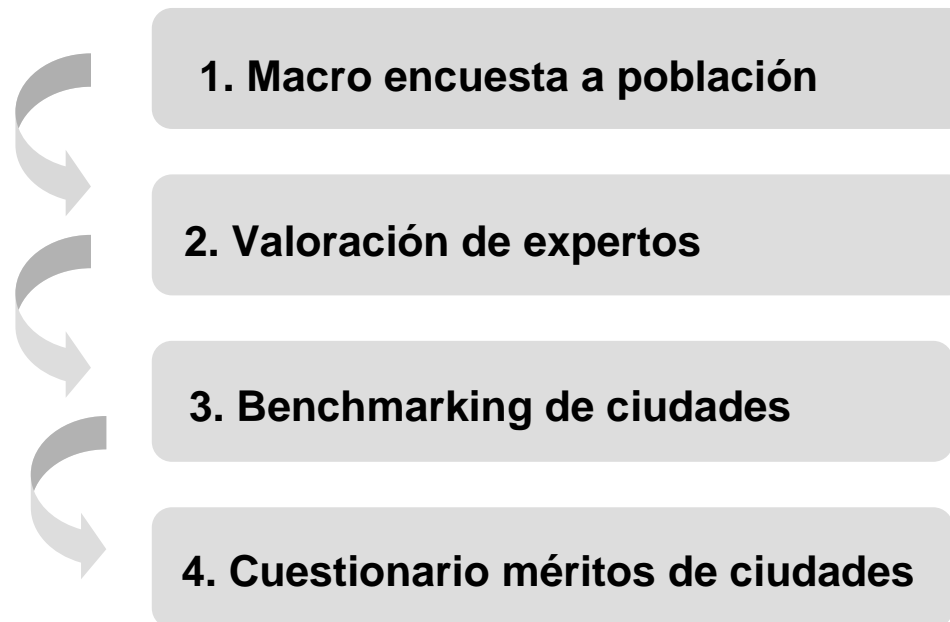 1. Macro encuesta a población
2. Valoración de expertos
3. Benchmarking de ciudades
4. Cuestionario méritos de ciudades